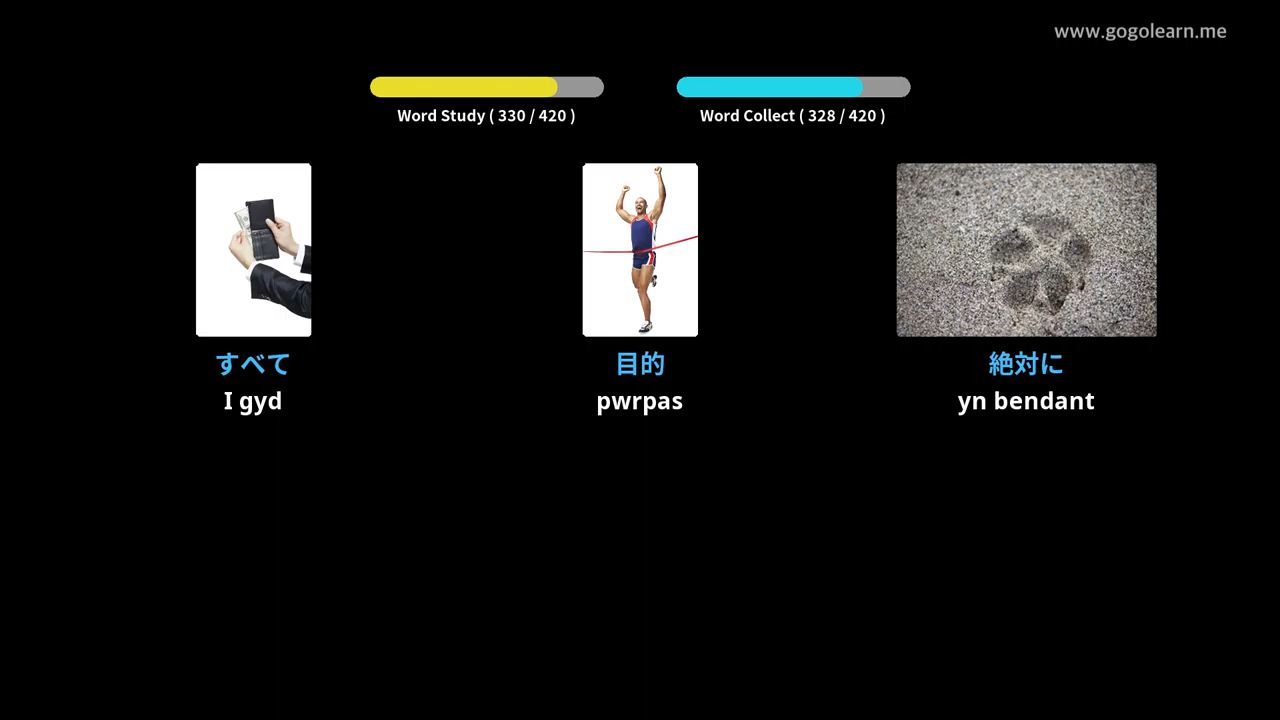 www.gogolearn.me
Word Study ( 330 / 420 )
Word Collect ( 328 / 420 )
すべて
I gyd
目的
pwrpas
絶対に
yn bendant